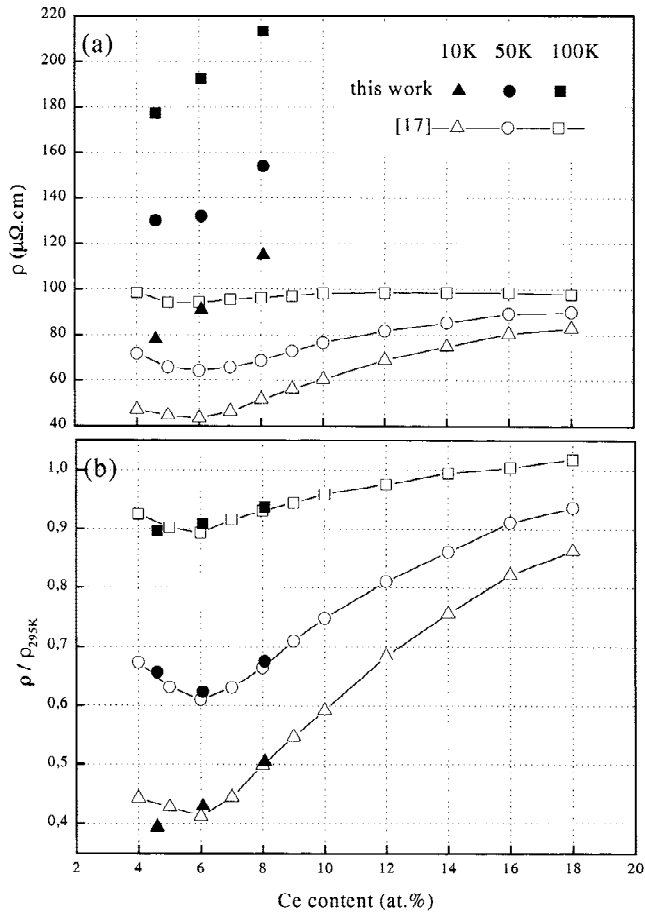 220
(a)
200
180
160
140
120
100
80
60
40
ρ (μΩ.cm)
10K 50K 100K
this work
[17]
(b)
1,0
0,9
0,8
0,7
0,6
0,5
0,4
ρ / ρ295K
2 4 6 8 10 12 14 16 18 20
Ce content (at.%)